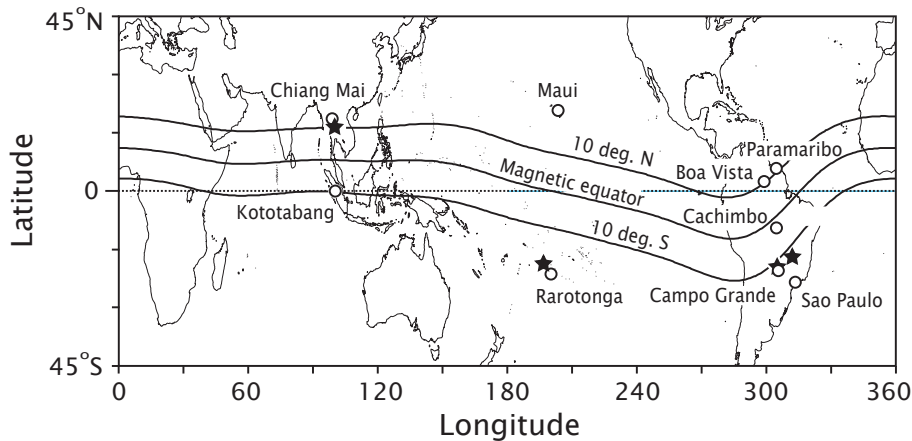 45°N
Chiang Mai
Maui
10 deg. N
Paramaribo
Magnetic equator
Boa Vista
Latitude
0
Kototabang
Cachimbo
10 deg. S
Rarotonga
Campo Grande
Sao Paulo
45°S
0 60 120 180 240 300 360
Longitude